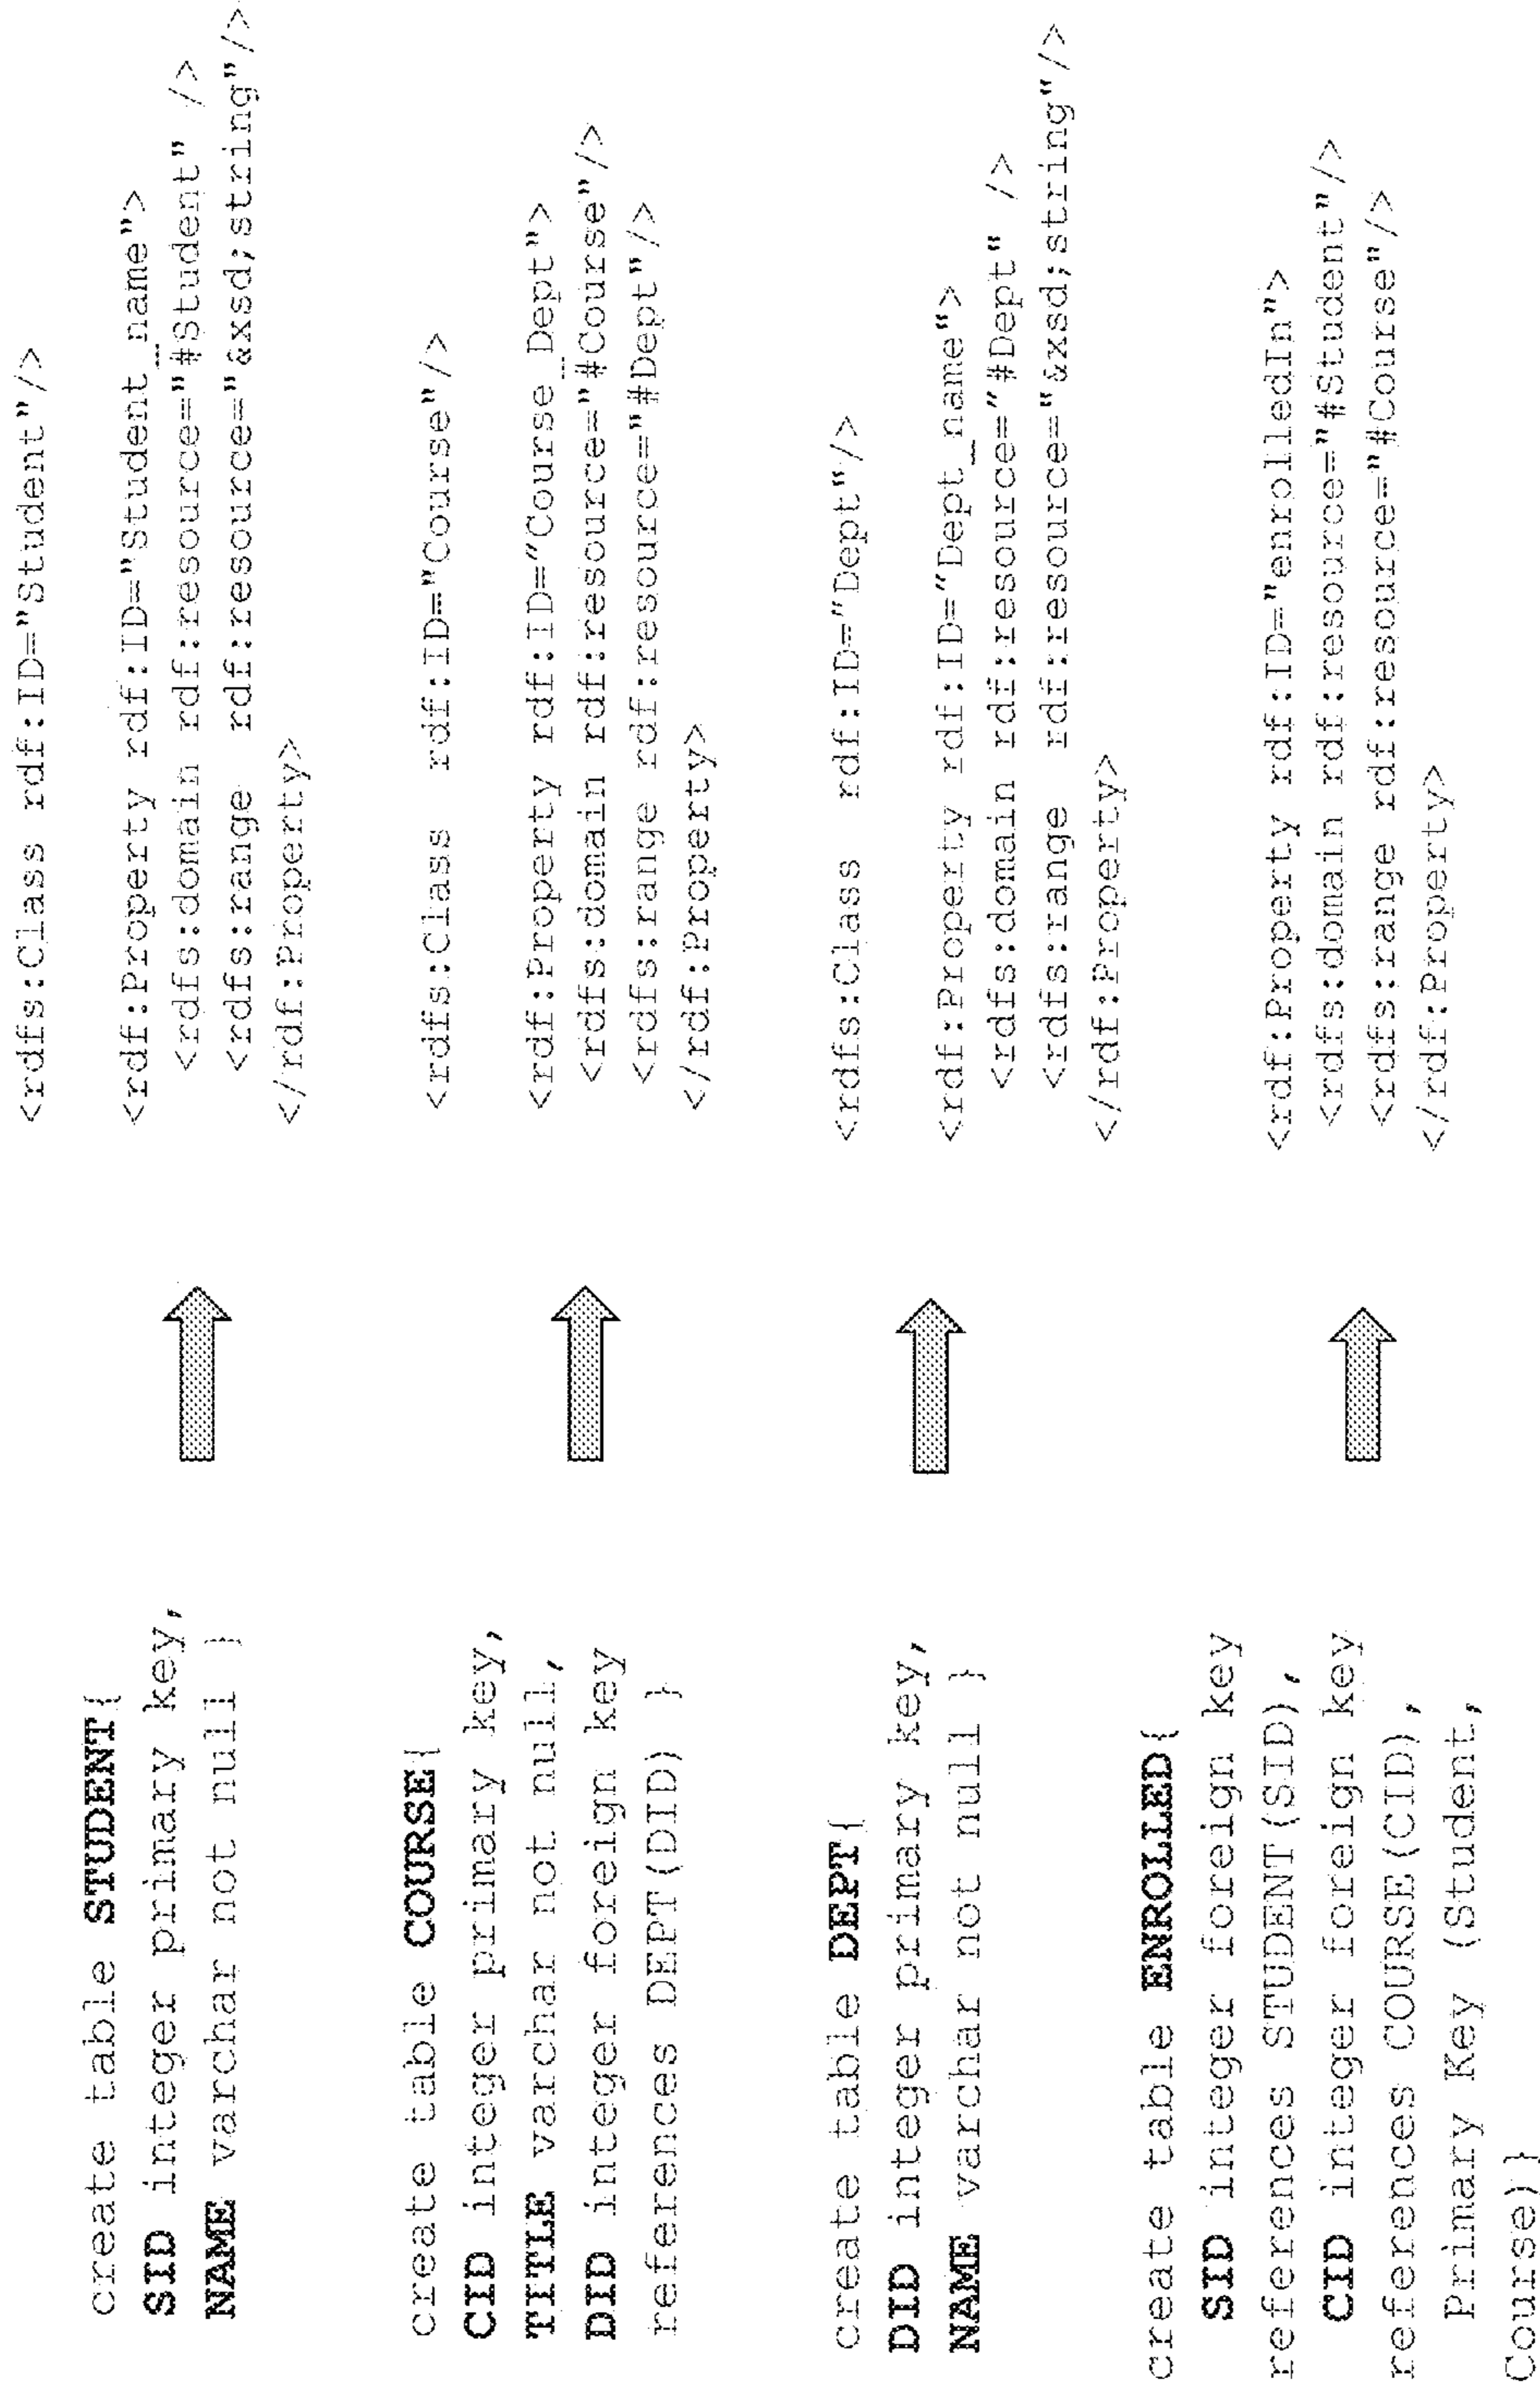 create table STUDENT{
SID integer primary key,
NAME varchar not null }
<rdfs:Class rdf:ID="Student"/>
<rdf:Property rdf:ID="Student_name">
<rdfs:domain rdf:resource="#Student" />
<rdfs:range rdf:resource="&xsd;string"/>
</rdf:Property>
create table COURSE{
CID integer primary key,
TITLE varchar not null,
DID integer foreign key
references DEPT(DID) }
<rdfs:Class rdf:ID="Course"/>
<rdf:Property rdf:ID="Course_Dept">
<rdfs:domain rdf:resource="#Course"/>
<rdfs:range rdf:resource="#Dept"/>
</rdf:Property>
create table DEPT{
DID integer primary key,
NAME varchar not null }
<rdfs:Class rdf:ID="Dept"/>
<rdf:Property rdf:ID="Dept_name">
<rdfs:domain rdf:resource="#Dept" />
<rdfs:range rdf:resource="&xsd;string"/>
</rdf:Property>
create table ENROLLED{
SID integer foreign key
references STUDENT(SID),
CID integer foreign key
references COURSE(CID),
Primary Key (Student,
Course)}
<rdf:Property rdf:ID="enrolledIn">
<rdfs:domain rdf:resource="#Student"/>
<rdfs:range rdf:resource="#Course"/>
</rdf:Property>